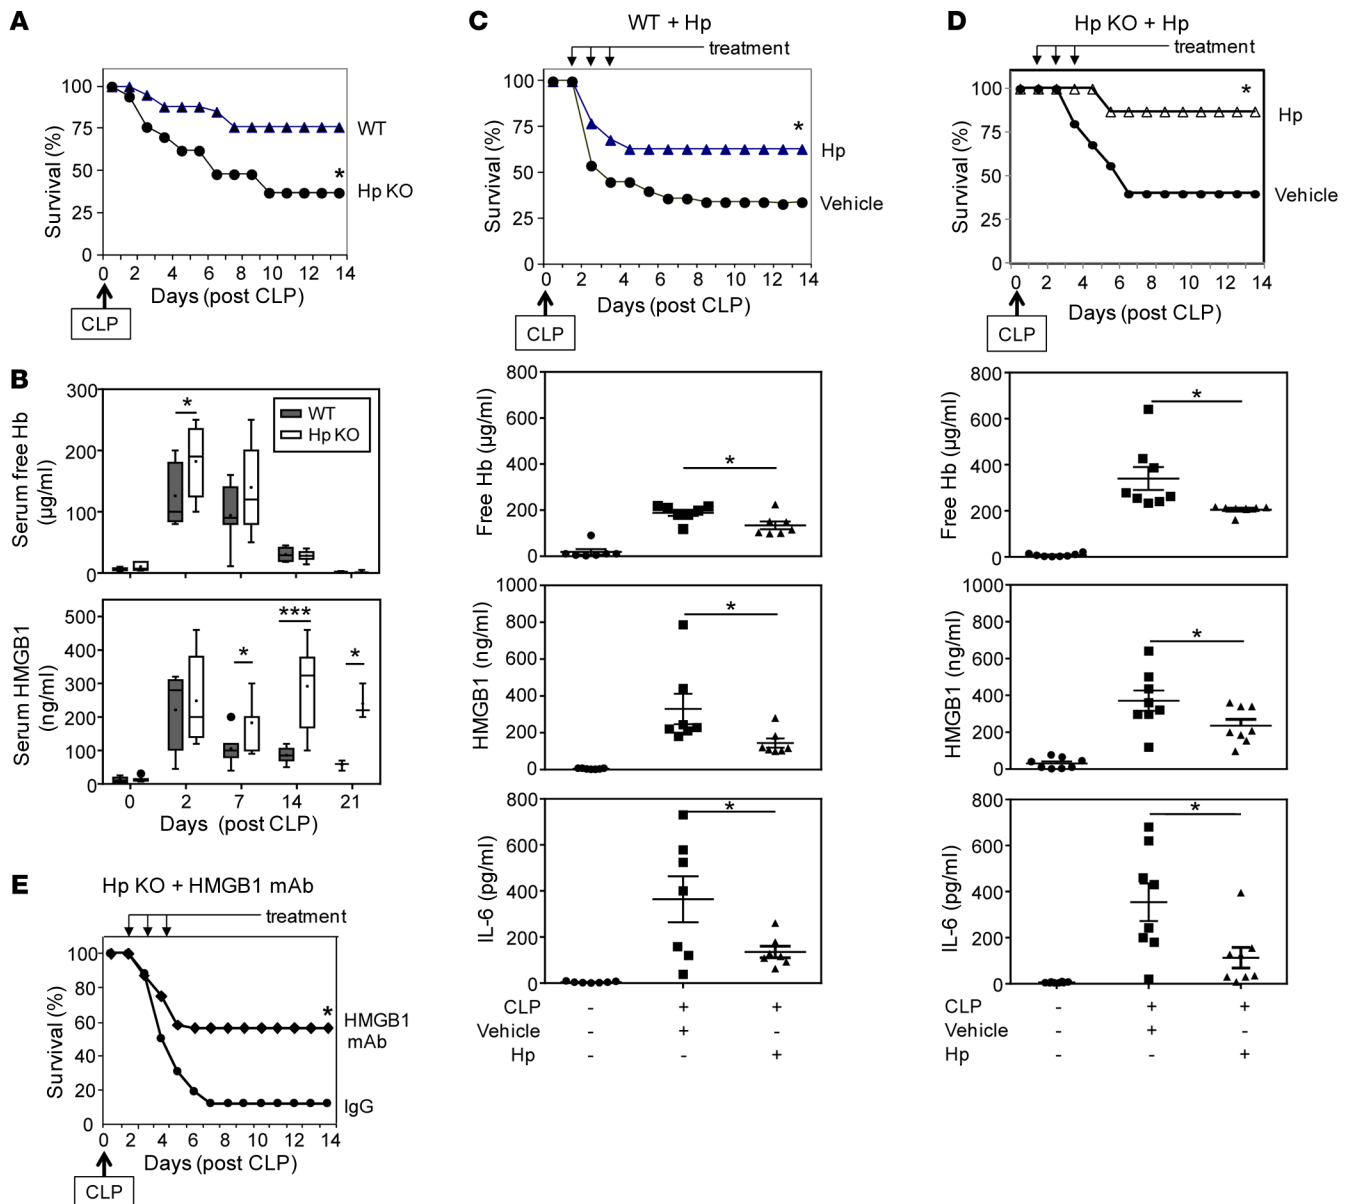 A
Survival (%)
100
75
50
25
0
WT
*
Hp KO
0 2 4 6 8 10 12 14
Days (post CLP)
CLP
B
Serum free Hb
(µg/ml)
300
200
100
0
*
WT
Hp KO
Serum HMGB1
(ng/ml)
500
400
300
200
100
0
*
***
*
0 2 7 14 21
Days (post CLP)
E
Hp KO + HMGB1 mAb
treatment
Survival (%)
100
80
60
40
20
0
*
HMGB1
mAb
IgG
0 2 4 6 8 10 12 14
Days (post CLP)
CLP
C
WT + Hp
treatment
Survival (%)
100
75
50
25
0
*
Hp
Vehicle
0 2 4 6 8 10 12 14
Days (post CLP)
CLP
Free Hb (µg/ml)
800
600
400
200
0
*
HMGB1 (ng/ml)
1000
800
600
400
200
0
*
IL-6 (pg/ml)
800
600
400
200
0
*
CLP - + +
Vehicle - + -
Hp - - +
D
Hp KO + Hp
treatment
Survival (%)
100
75
50
25
0
*
Hp
Vehicle
0 2 4 6 8 10 12 14
Days (post CLP)
CLP
Free Hb (µg/ml)
800
600
400
200
0
*
HMGB1 (ng/ml)
1000
800
600
400
200
0
*
IL-6 (pg/ml)
800
600
400
200
0
*
CLP - + +
Vehicle - + -
Hp - - +